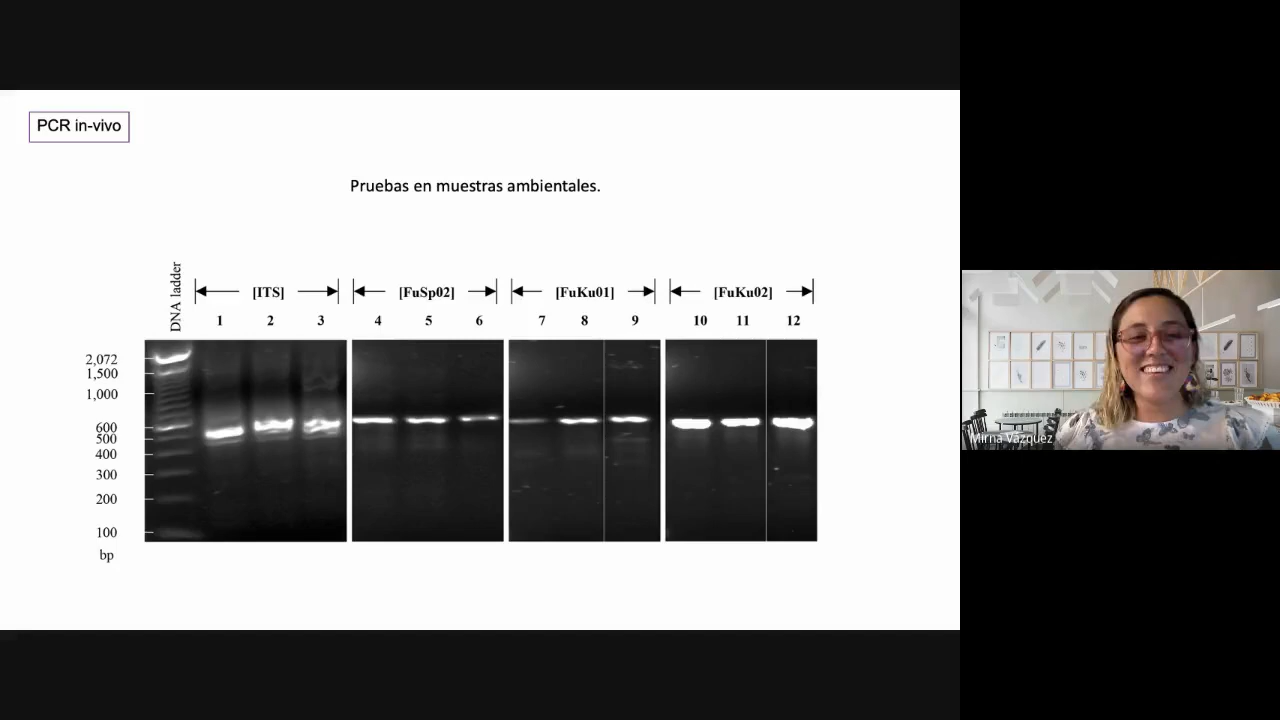 PCR in-vivo
Pruebas en muestras ambientales.
DNA ladder
[ITS] [FuSp02] [FuKu01] [FuKu02]
1 2 3 4 5 6 7 8 9 10 11 12
2,072
1,500
1,000
600
500
400
300
200
100
bp
Mirna Vázquez